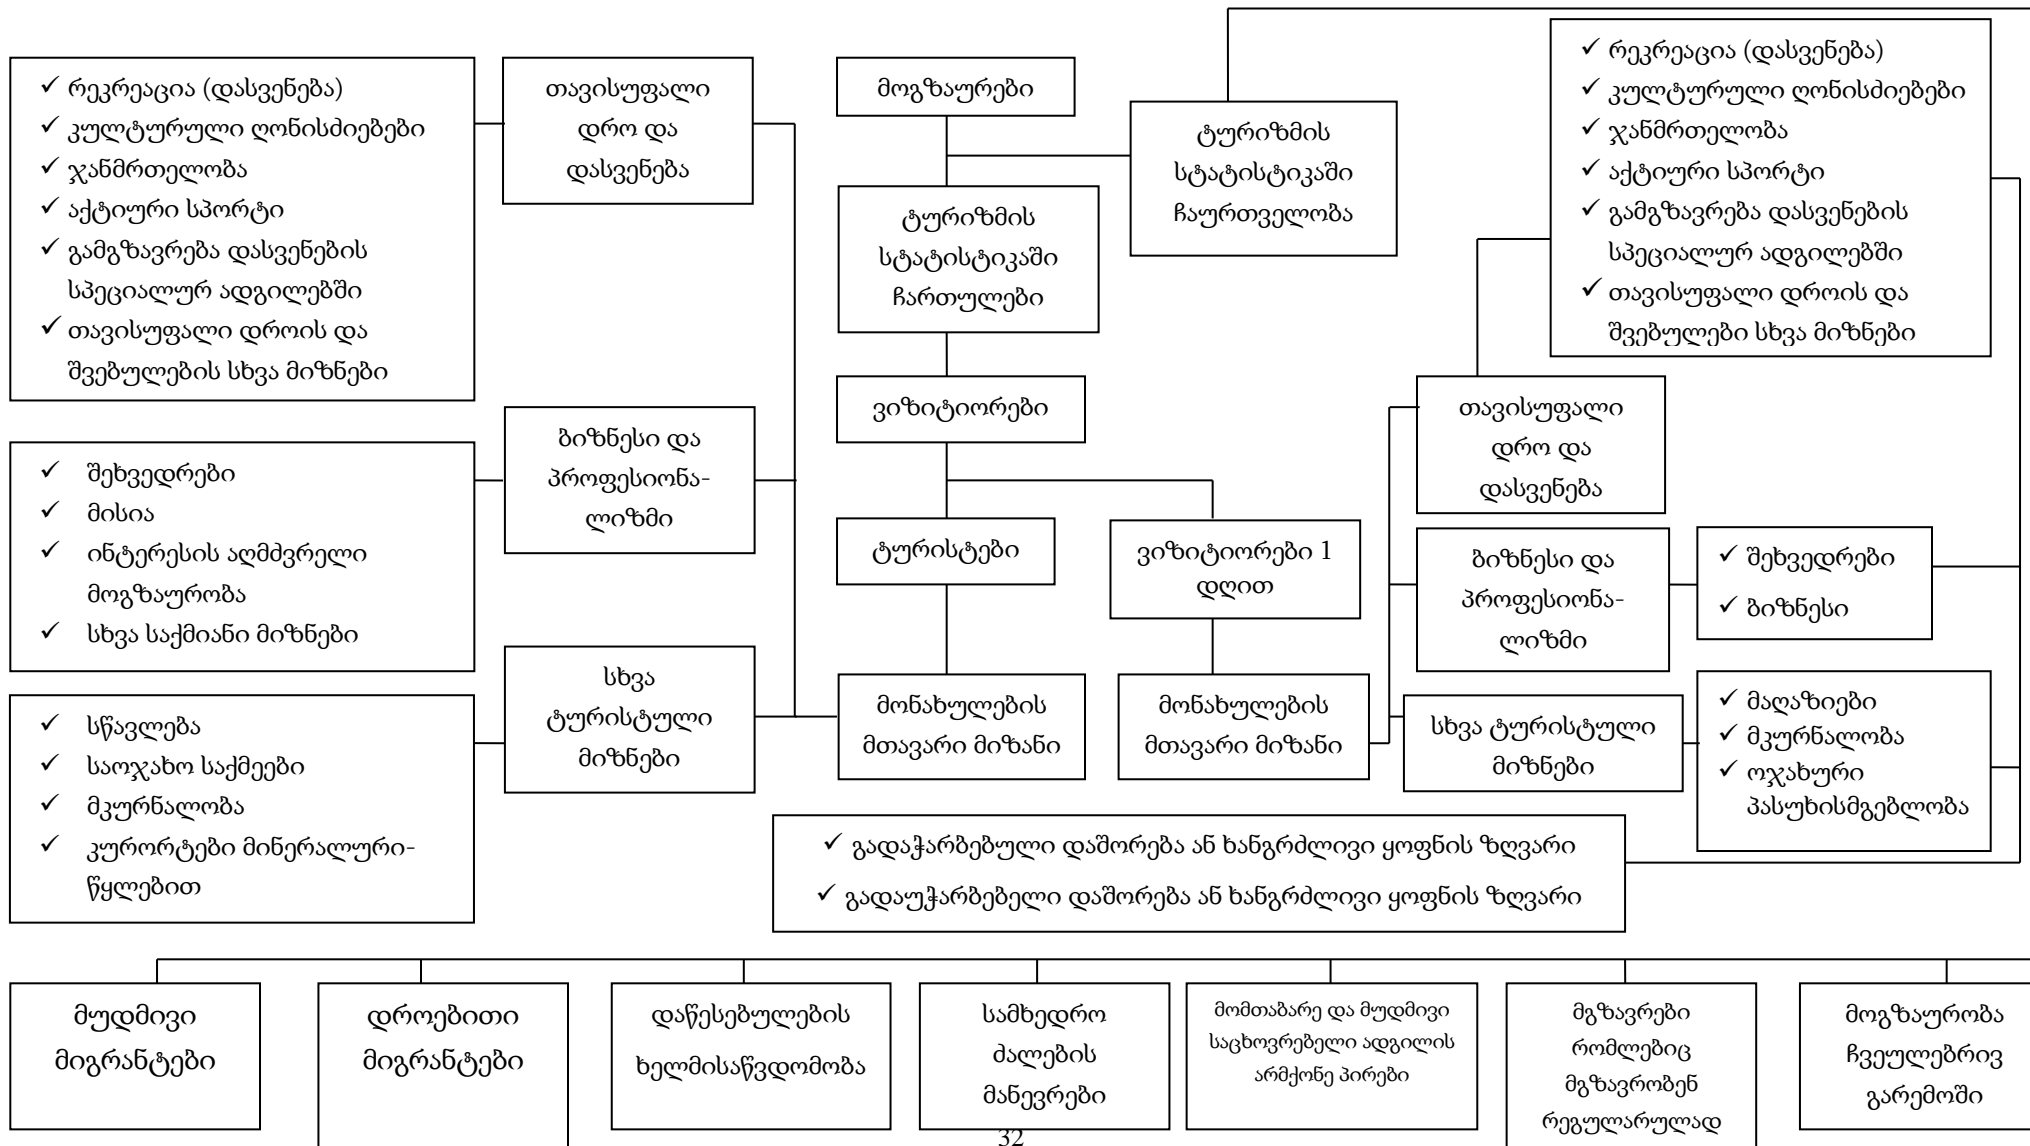 რეკრეაცია (დასვენება)
კულტურული ღონისძიებები
ჯანმრთელობა
აქტიური სპორტი
გამგზავრება დასვენების
სპეციალურ ადგილებში
თავისუფალი დროის და
შვებულების სხვა მიზნები
თავისუფალი
დრო და
დასვენება
მოგზაურები
ტურიზმის
სტატისტიკაში
ჩაურთველობა
რეკრეაცია (დასვენება)
კულტურული ღონისძიებები
ჯანმრთელობა
აქტიური სპორტი
გამგზავრება დასვენების
სპეციალურ ადგილებში
თავისუფალი დროის და
შვებულები სხვა მიზნები
ტურიზმის
სტატისტიკაში
ჩართულები
ვიზიტიორები
თავისუფალი
დრო და
დასვენება
შეხვედრები
მისია
ინტერესის აღმძვრელი
მოგზაურობა
სხვა საქმიანი მიზნები
ბიზნესი და
პროფესიონა-
ლიზმი
ტურისტები
ვიზიტიორები 1
დღით
ბიზნესი და
პროფესიონა-
ლიზმი
შეხვედრები
ბიზნესი
სწავლება
საოჯახო საქმეები
მკურნალობა
კურორტები მინერალური-
წყლებით
სხვა
ტურისტული
მიზნები
მონახულების
მთავარი მიზანი
მონახულების
მთავარი მიზანი
სხვა ტურისტული
მიზნები
მაღაზიები
მკურნალობა
ოჯახური
პასუხისმგებლობა
გადაჭარბებული დაშორება ან ხანგრძლივი ყოფნის ზღვარი
გადაუჭარბებელი დაშორება ან ხანგრძლივი ყოფნის ზღვარი
მუდმივი
მიგრანტები
დროებითი
მიგრანტები
დაწესებულების
ხელმისაწვდომობა
სამხედრო
ძალების
მანევრები
მომთაბარე და მუდმივი
საცხოვრებელი ადგილის
არმქონე პირები
მგზავრები
რომლებიც
მგზავრობენ
რეგულარულად
მოგზაურობა
ჩვეულებრივ
გარემოში
32